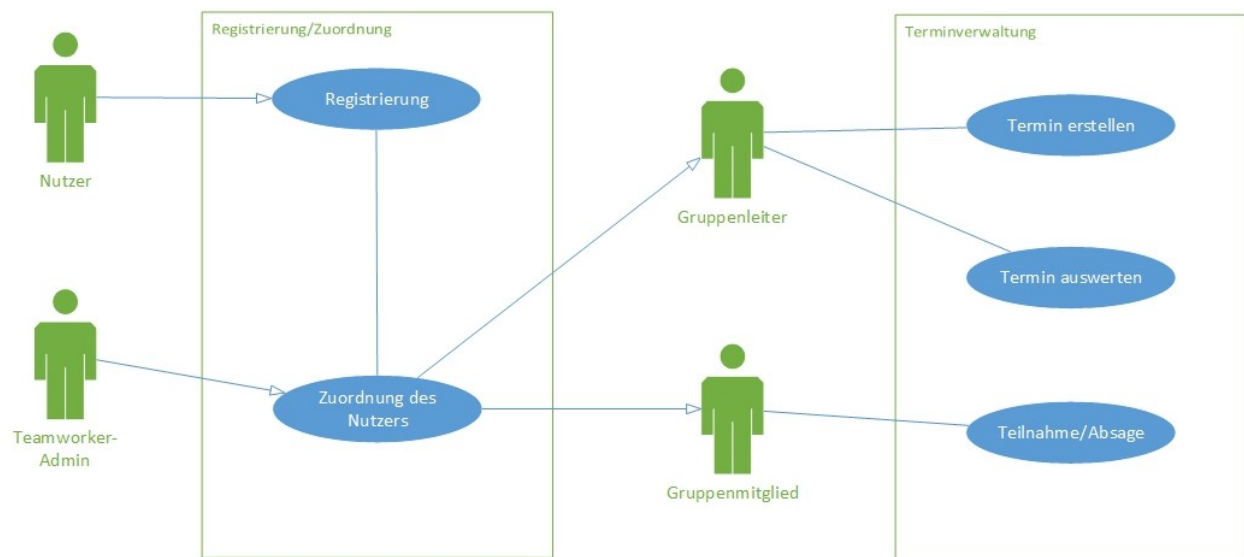 Registrierung/Zuordnung
Registrierung
Nutzer
Zuordnung des
Nutzers
Teamworker-
Admin
Gruppenleiter
Gruppenmitglied
Terminverwaltung
Termin erstellen
Termin auswerten
Teilnahme/Absage